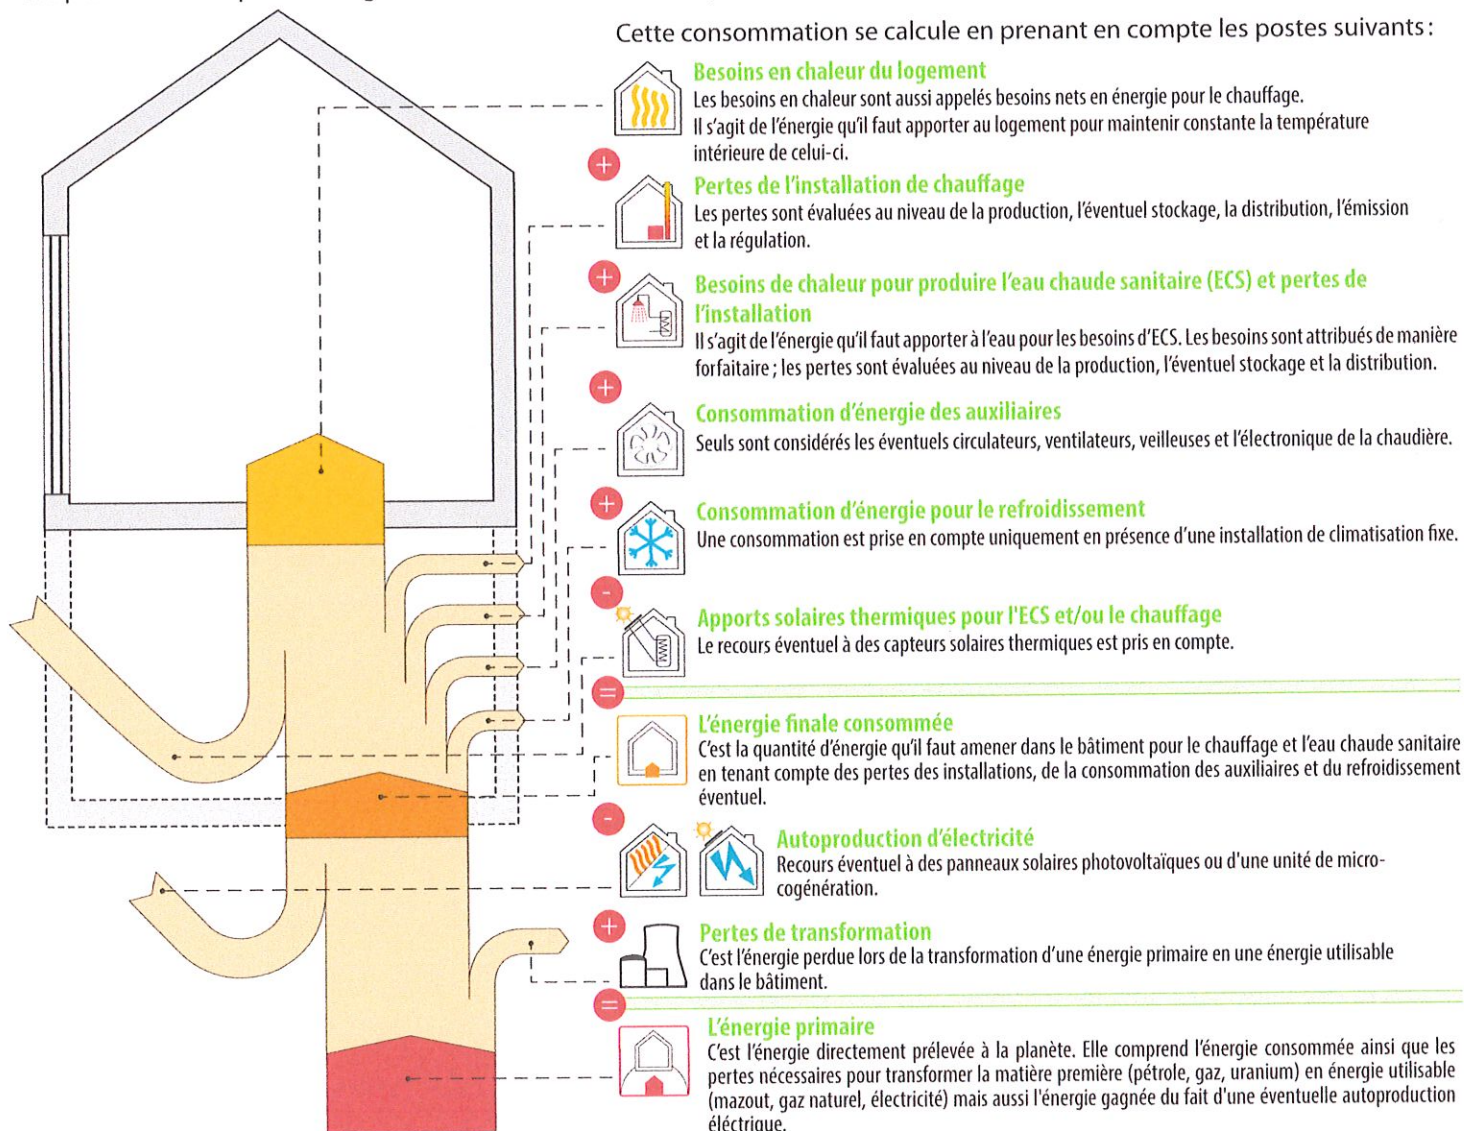 Cette consommation se calcule en prenant en compte les postes suivants :
Besoins en chaleur du logement
Les besoins en chaleur sont aussi appelés besoins nets en énergie pour le chauffage.
Il s'agit de l'énergie qu'il faut apporter au logement pour maintenir constante la température
intérieure de celui-ci.
+
Pertes de l'installation de chauffage
Les pertes sont évaluées au niveau de la production, l'éventuel stockage, la distribution, l'émission
et la régulation.
+
Besoins de chaleur pour produire l'eau chaude sanitaire (ECS) et pertes de
l'installation
Il s'agit de l'énergie qu'il faut apporter à l'eau pour les besoins d'ECS. Les besoins sont attribués de manière
forfaitaire ; les pertes sont évaluées au niveau de la production, l'éventuel stockage et la distribution.
+
Consommation d'énergie des auxiliaires
Seuls sont considérés les éventuels circulateurs, ventilateurs, veilleuses et l'électronique de la chaudière.
+
Consommation d'énergie pour le refroidissement
Une consommation est prise en compte uniquement en présence d'une installation de climatisation fixe.
-
Apports solaires thermiques pour l'ECS et/ou le chauffage
Le recours éventuel à des capteurs solaires thermiques est pris en compte.
=
L'énergie finale consommée
C'est la quantité d'énergie qu'il faut amener dans le bâtiment pour le chauffage et l'eau chaude sanitaire
en tenant compte des pertes des installations, de la consommation des auxiliaires et du refroidissement
éventuel.
-
Autoproduction d'électricité
Recours éventuel à des panneaux solaires photovoltaïques ou d'une unité de micro-
cogénération.
+
Pertes de transformation
C'est l'énergie perdue lors de la transformation d'une énergie primaire en une énergie utilisable
dans le bâtiment.
=
L'énergie primaire
C'est l'énergie directement prélevée à la planète. Elle comprend l'énergie consommée ainsi que les
pertes nécessaires pour transformer la matière première (pétrole, gaz, uranium) en énergie utilisable
(mazout, gaz naturel, électricité) mais aussi l'énergie gagnée du fait d'une éventuelle autoproduction
éléctrique.